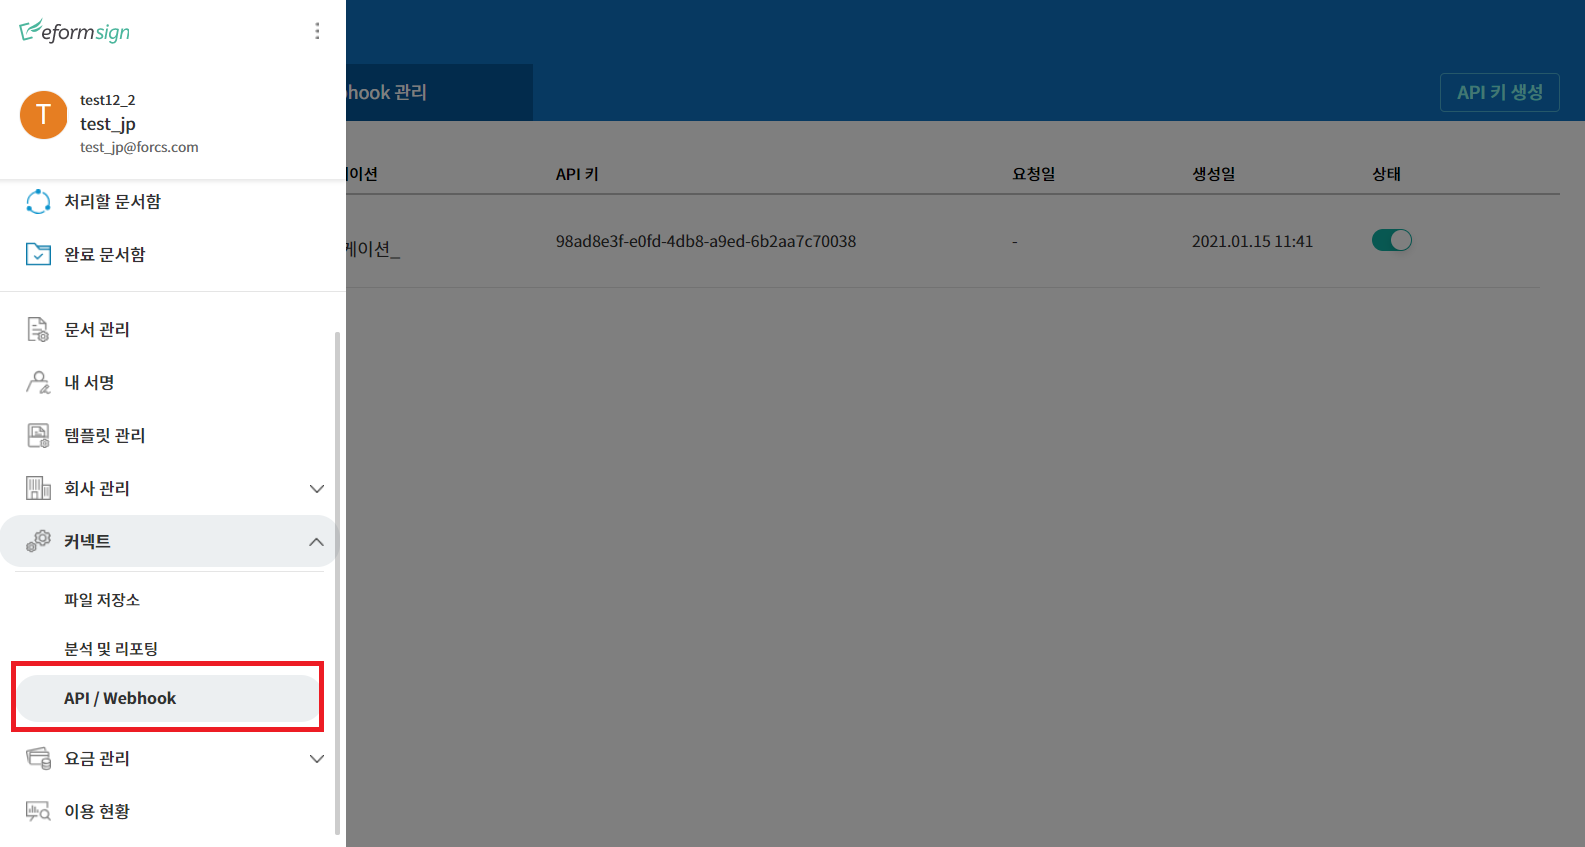 eformsign
T
test12_2
test_jp
test_jp@forcs.com
처리할 문서함
완료 문서함
문서 관리
내 서명
템플릿 관리
회사 관리
커넥트
파일 저장소
분석 및 리포팅
API / Webhook
요금 관리
이용 현황
hook 관리
API 키 생성
이션 API 키 요청일 생성일 상태
케이션_ 98ad8e3f-e0fd-4db8-a9ed-6b2aa7c70038 - 2021.01.15 11:41